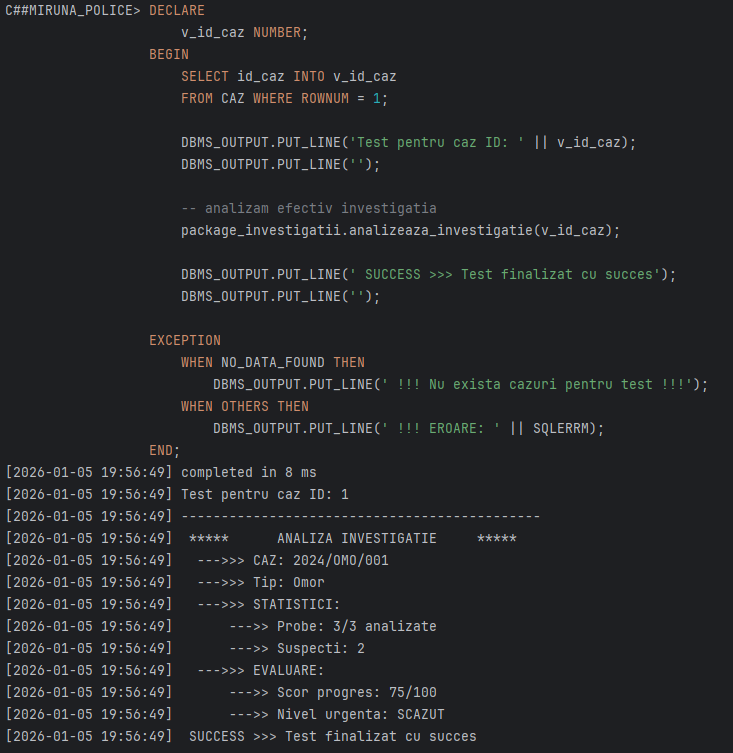 C##MIRUNA_POLICE> DECLARE
                      v_id_caz NUMBER;
                  BEGIN
                      SELECT id_caz INTO v_id_caz
                      FROM CAZ WHERE ROWNUM = 1;

                      DBMS_OUTPUT.PUT_LINE('Test pentru caz ID: ' || v_id_caz);
                      DBMS_OUTPUT.PUT_LINE('');

                      -- analizam efectiv investigatia
                      package_investigatii.analizeaza_investigatie(v_id_caz);

                      DBMS_OUTPUT.PUT_LINE(' SUCCESS >>> Test finalizat cu succes');
                      DBMS_OUTPUT.PUT_LINE('');

                  EXCEPTION
                      WHEN NO_DATA_FOUND THEN
                          DBMS_OUTPUT.PUT_LINE(' !!! Nu exista cazuri pentru test !!!');
                      WHEN OTHERS THEN
                          DBMS_OUTPUT.PUT_LINE(' !!! EROARE: ' || SQLERRM);
                  END;
[2026-01-05 19:56:49] completed in 8 ms
[2026-01-05 19:56:49] Test pentru caz ID: 1
[2026-01-05 19:56:49] ---------------------------------------------
[2026-01-05 19:56:49]  *****      ANALIZA INVESTIGATIE     *****
[2026-01-05 19:56:49]   --->>> CAZ: 2024/OMO/001
[2026-01-05 19:56:49]   --->>> Tip: Omor
[2026-01-05 19:56:49]   --->>> STATISTICI:
[2026-01-05 19:56:49]       --->> Probe: 3/3 analizate
[2026-01-05 19:56:49]       --->> Suspecti: 2
[2026-01-05 19:56:49]   --->>> EVALUARE:
[2026-01-05 19:56:49]       --->> Scor progres: 75/100
[2026-01-05 19:56:49]       --->> Nivel urgenta: SCAZUT
[2026-01-05 19:56:49]  SUCCESS >>> Test finalizat cu succes